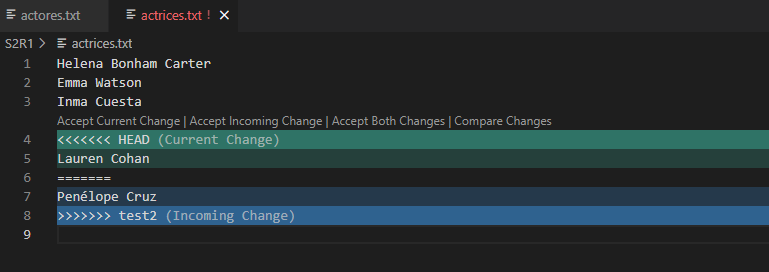 actores.txt actrices.txt ! ×
S2R1 > actrices.txt
1 Helena Bonham Carter
2 Emma Watson
3 Inma Cuesta
Accept Current Change | Accept Incoming Change | Accept Both Changes | Compare Changes
4 <<<<<<< HEAD (Current Change)
5 Lauren Cohan
6 =======
7 Penélope Cruz
8 >>>>>>> test2 (Incoming Change)
9